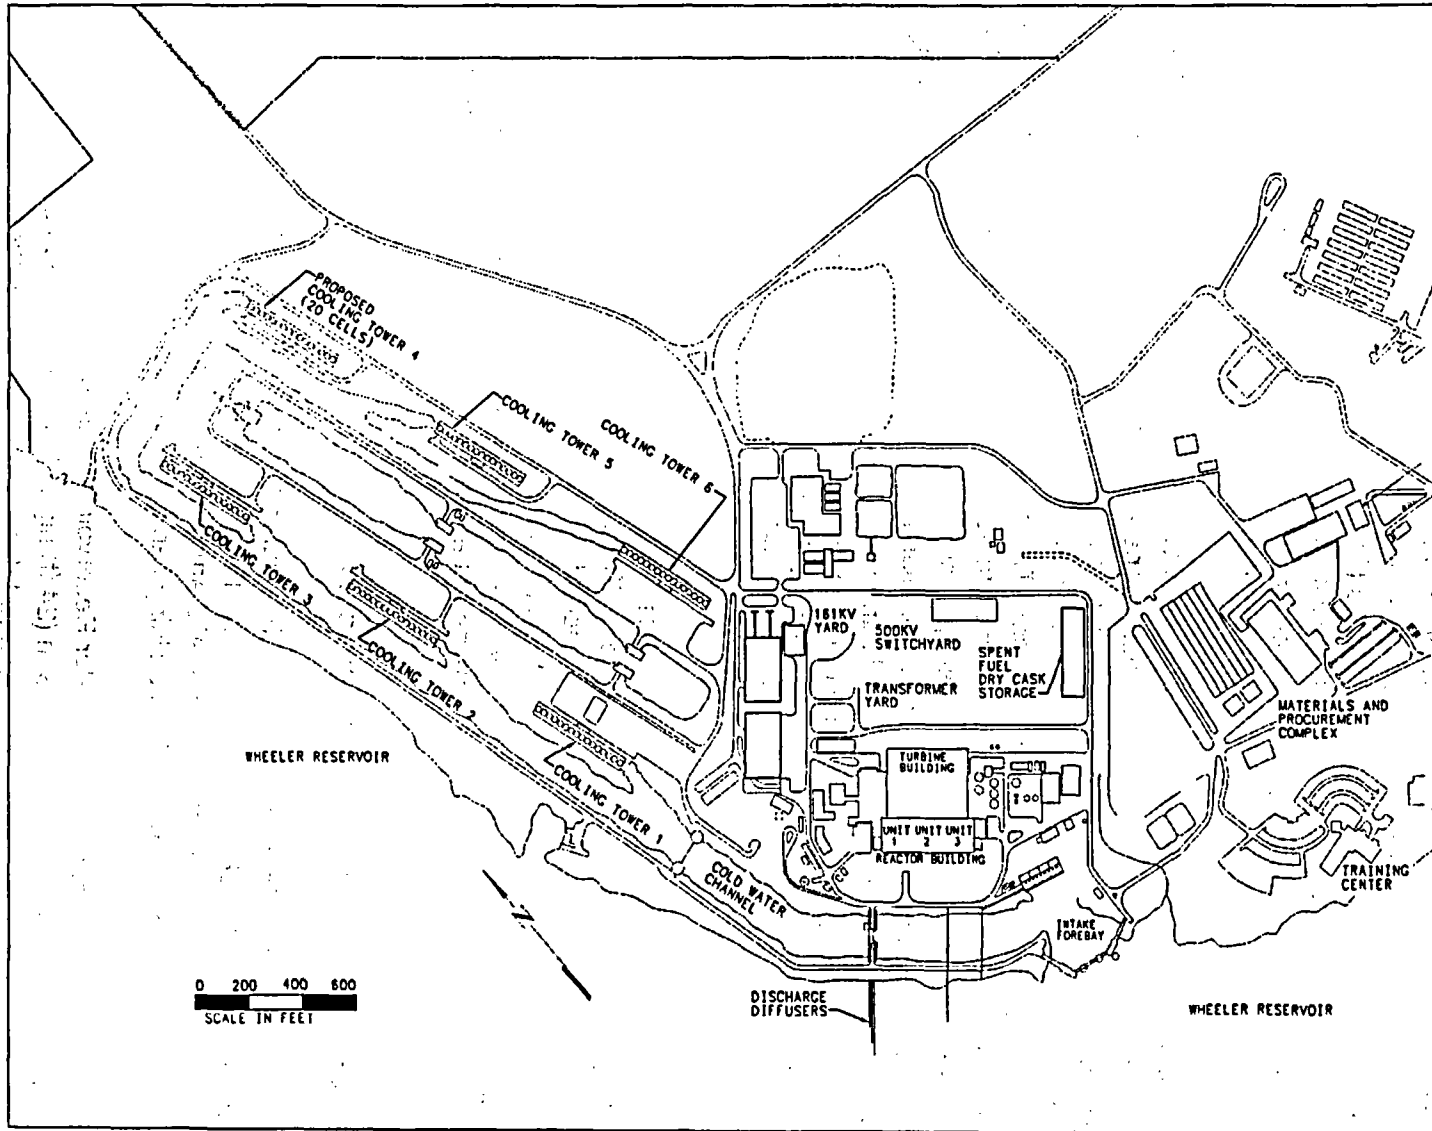 PROPOSED
COOLING TOWER 4
(20 CELLS)
COOLING TOWER 5
COOLING TOWER 6
COOLING TOWER 3
COOLING TOWER 2
COOLING TOWER 1
161KV
YARD
500KV
SWITCHYARD
SPENT
FUEL
DRY CASK
STORAGE
TRANSFORMER
YARD
MATERIALS AND
PROCUREMENT
COMPLEX
WHEELER RESERVOIR
TURBINE
BUILDING
UNIT UNIT UNIT
1 2 3
REACTOR BUILDING
TRAINING
CENTER
COLD WATER
CHANNEL
INTAKE
FOREBAY
N
0 200 400 600
SCALE IN FEET
DISCHARGE
DIFFUSERS
WHEELER RESERVOIR